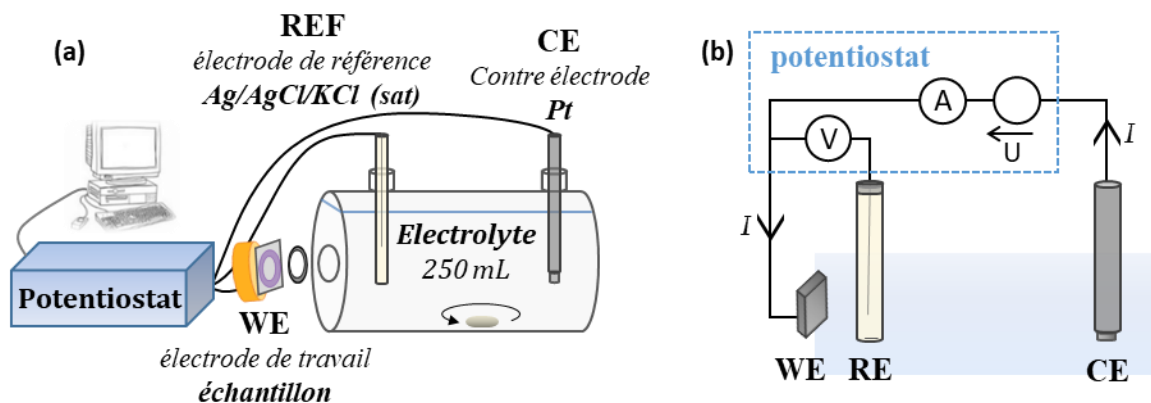 (a)
REF
électrode de référence
Ag/AgCl/KCl (sat)
CE
Contre électrode
Pt
Electrolyte
250 mL
Potentiostat
WE
électrode de travail
échantillon
(b)
potentiostat
A
V
U
I
I
WE
RE
CE